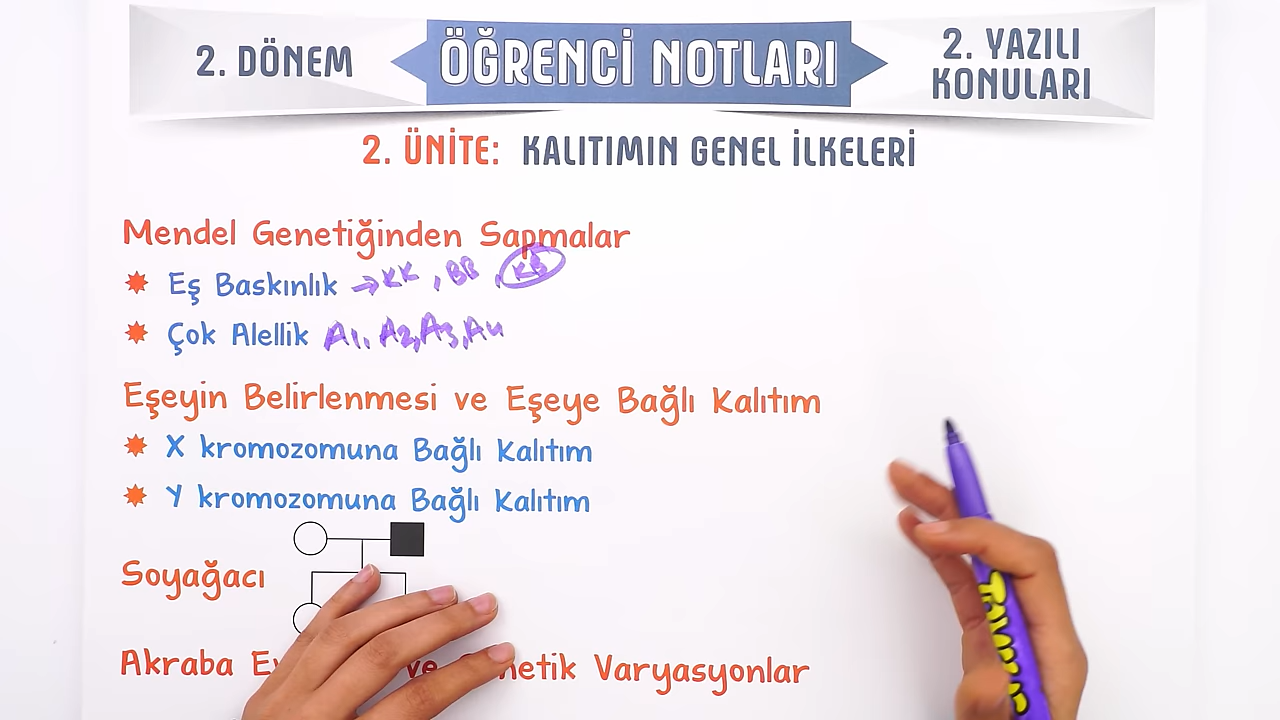 2. DÖNEM
ÖĞRENCİ NOTLARI
2. YAZILI
KONULARI
2. ÜNİTE: KALITIMIN GENEL İLKELERİ
Mendel Genetiğinden Sapmalar
Eş Baskınlık → KK, BB, KB
Çok Alellik A1, A2, A3, A4
Eşeyin Belirlenmesi ve Eşeye Bağlı Kalıtım
X kromozomuna Bağlı Kalıtım
Y kromozomuna Bağlı Kalıtım
Soyağacı
Akraba ve Varyasyonlar